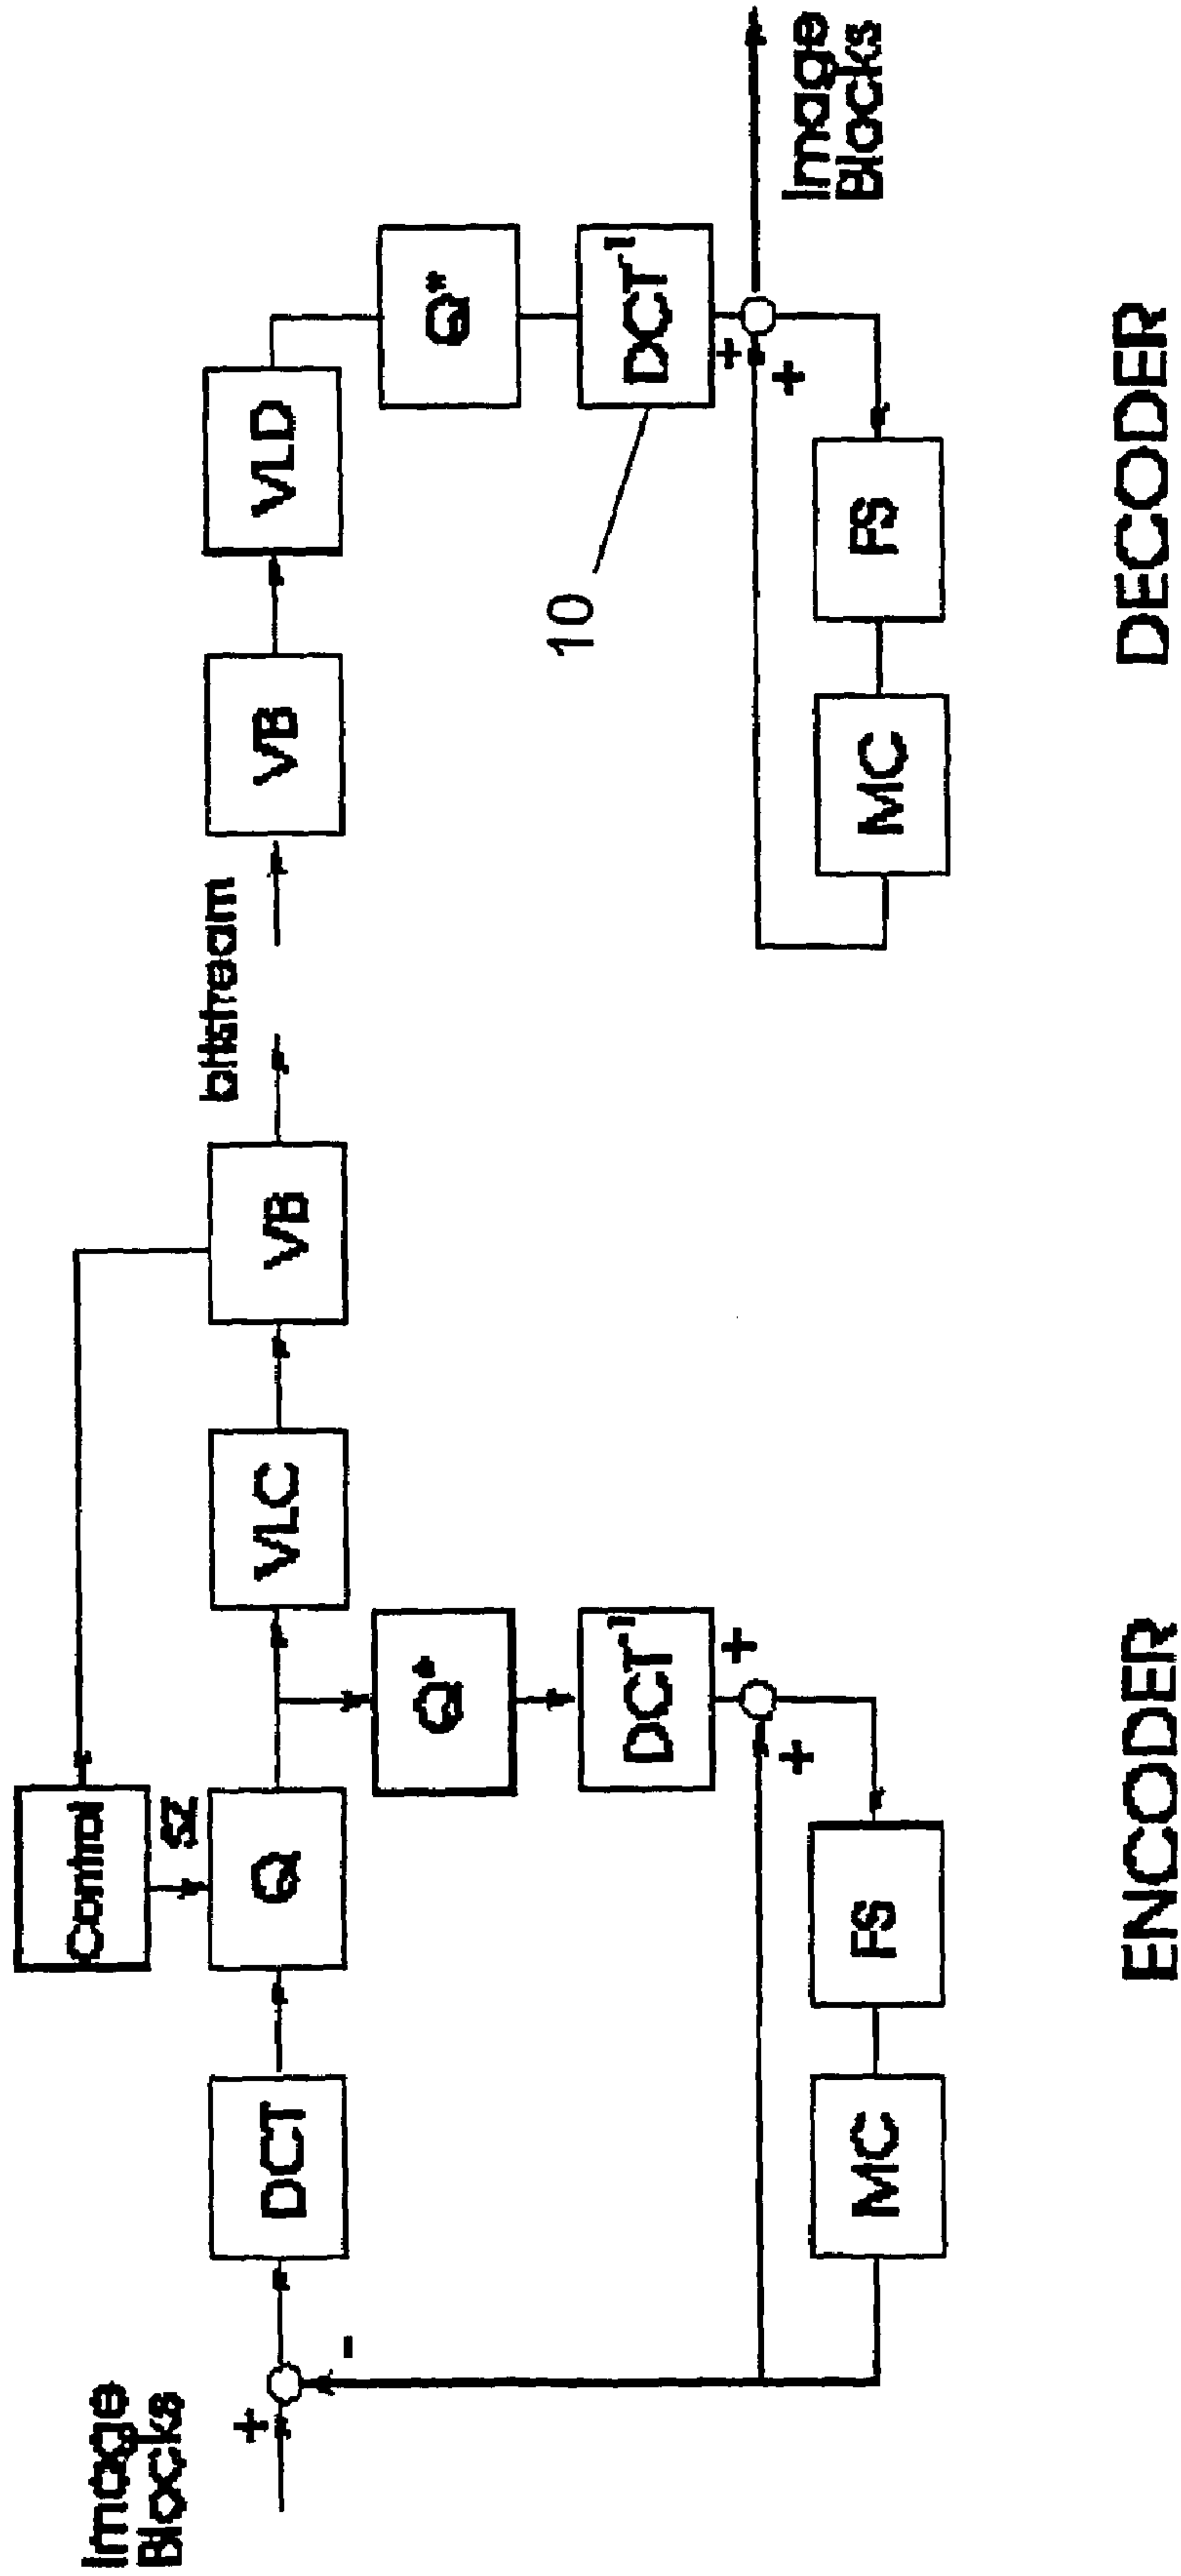 Image
Blocks
+
-
DCT
Control
SZ
Q
VLC
VB
bitstream
Q*
DCT-1
+
+
FS
MC
ENCODER
VB
VLD
Q*
DCT-1
10
+
+
Image
Blocks
FS
MC
DECODER